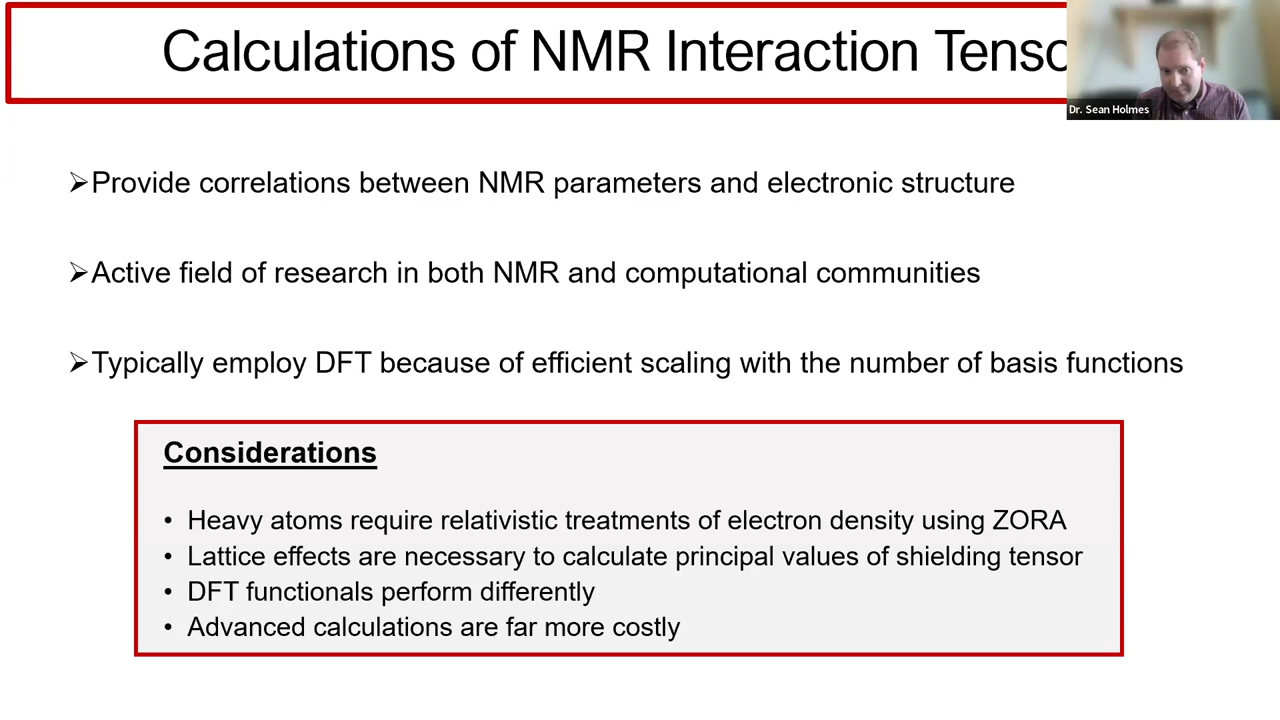 Calculations of NMR Interaction Tenso
Dr. Sean Holmes
➢Provide correlations between NMR parameters and electronic structure
➢Active field of research in both NMR and computational communities
➢Typically employ DFT because of efficient scaling with the number of basis functions
Considerations
• Heavy atoms require relativistic treatments of electron density using ZORA
• Lattice effects are necessary to calculate principal values of shielding tensor
• DFT functionals perform differently
• Advanced calculations are far more costly